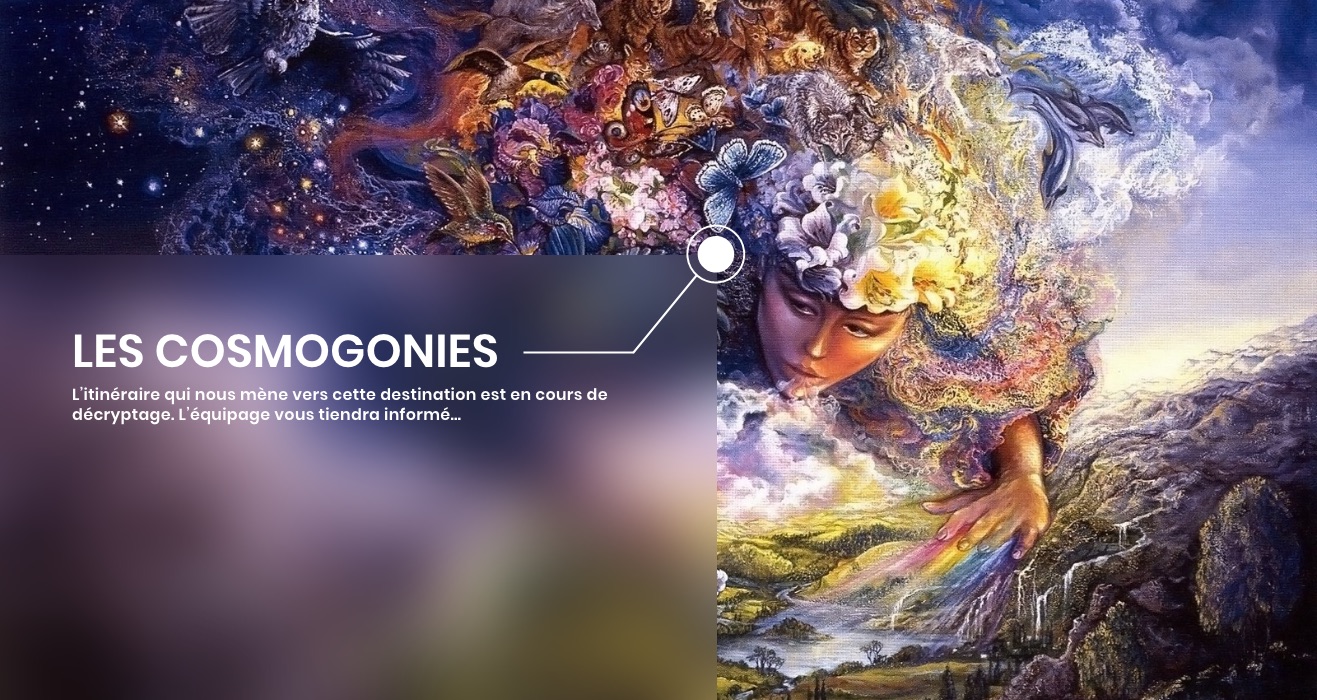 LES COSMOGONIES
L'itinéraire qui nous mène vers cette destination est en cours de
décryptage. L'équipage vous tiendra informé...